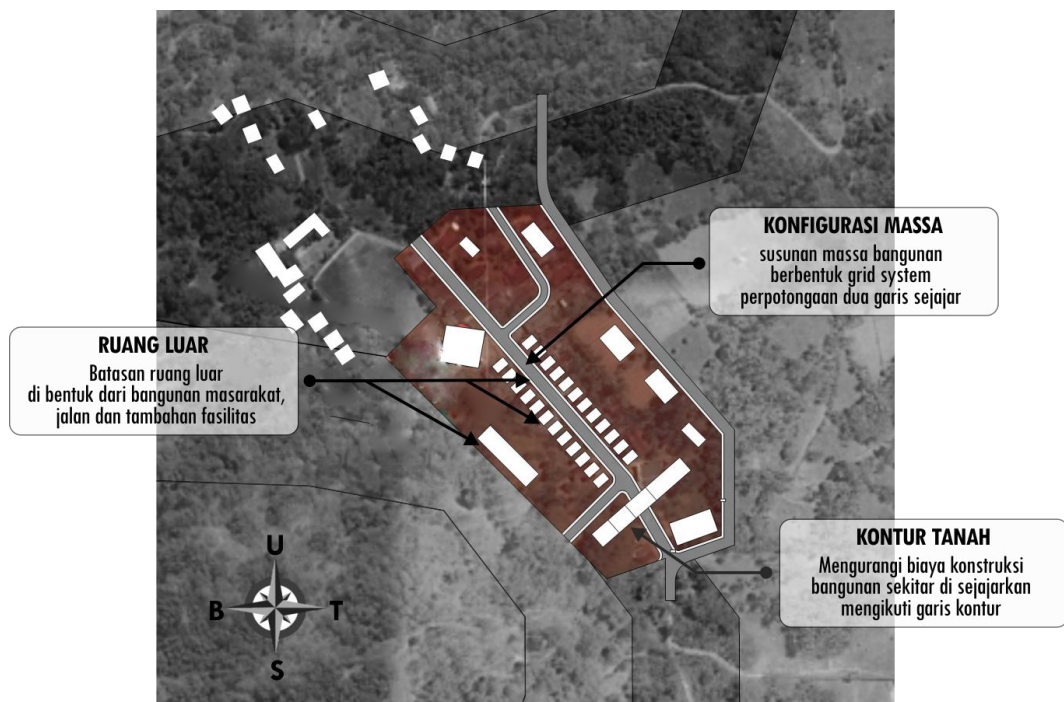 KONFIGURASI MASSA
susunan massa bangunan
berbentuk grid system
perpotongaan dua garis sejajar
RUANG LUAR
Batasan ruang luar
di bentuk dari bangunan masarakat,
jalan dan tambahan fasilitas
KONTUR TANAH
Mengurangi biaya konstruksi
bangunan sekitar di sejajarkan
mengikuti garis kontur
U
B
T
S